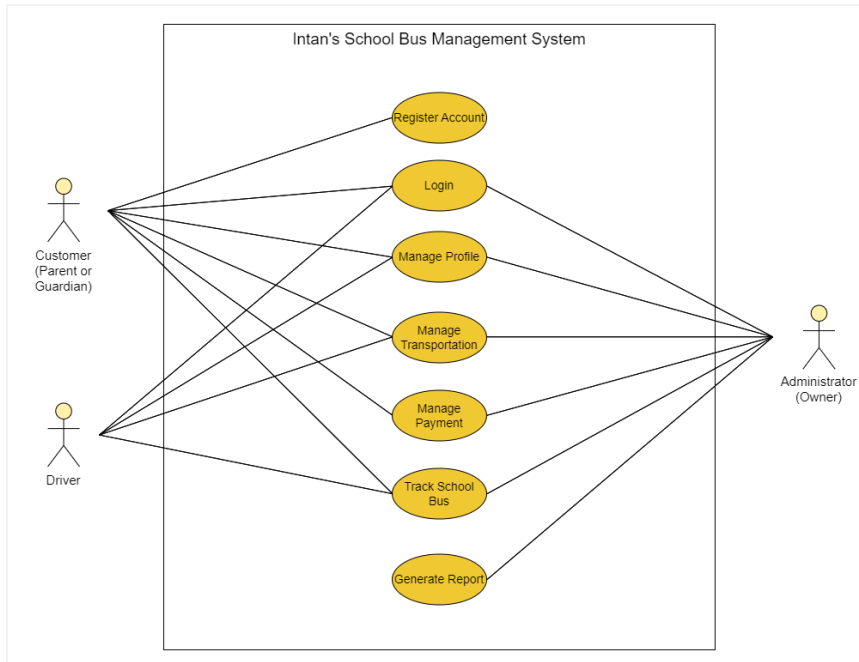 Intan's School Bus Management System
Register Account
Login
Customer
(Parent or
Guardian)
Manage Profile
Manage
Transportation
Administrator
(Owner)
Manage
Payment
Driver
Track School
Bus
Generate Report